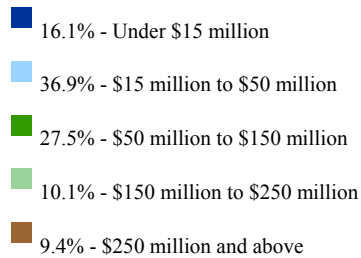 16.1% - Under $15 million
36.9% - $15 million to $50 million
27.5% - $50 million to $150 million
10.1% - $150 million to $250 million
9.4% - $250 million and above